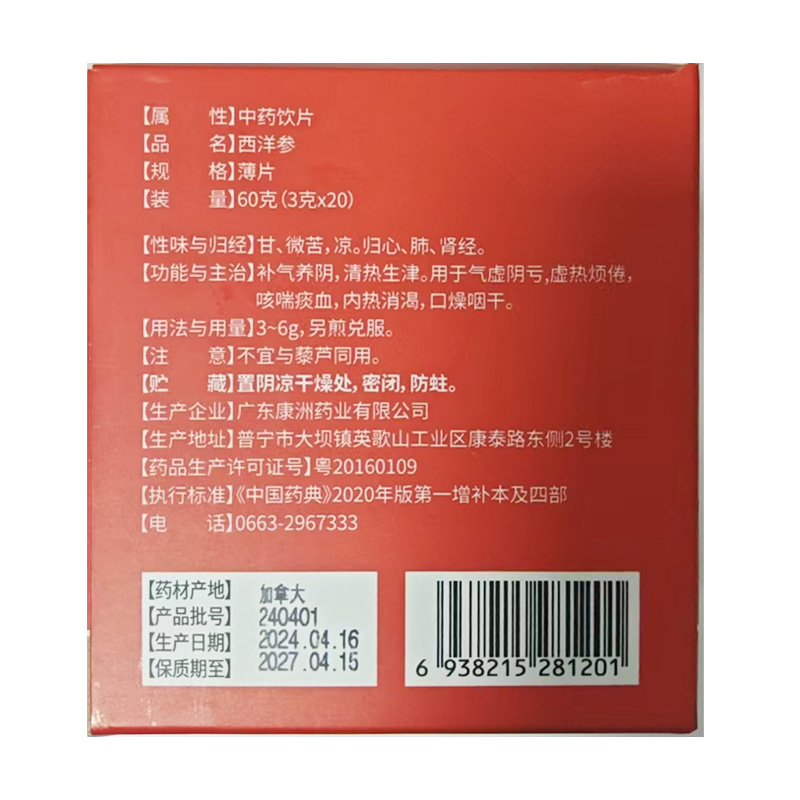 【属 性】中药饮片
【品 名】西洋参
【规 格】薄片
【装 量】60克(3克x20)
【性味与归经】甘、微苦,凉。归心、肺、肾经。
【功能与主治】补气养阴,清热生津。用于气虚阴亏,虚热烦倦,
咳喘痰血,内热消渴,口燥咽干。
【用法与用量】3~6g,另煎兑服。
【注 意】不宜与藜芦同用。
【贮 藏】置阴凉干燥处,密闭,防蛀。
【生产企业】广东康洲药业有限公司
【生产地址】普宁市大坝镇英歌山工业区康泰路东侧2号楼
【药品生产许可证号】粤20160109
【执行标准】《中国药典》2020年版第一增补本及四部
【电 话】0663-2967333
【药材产地】加拿大
【产品批号】240401
【生产日期】2024.04.16
【保质期至】2027.04.15
6 938215 281201